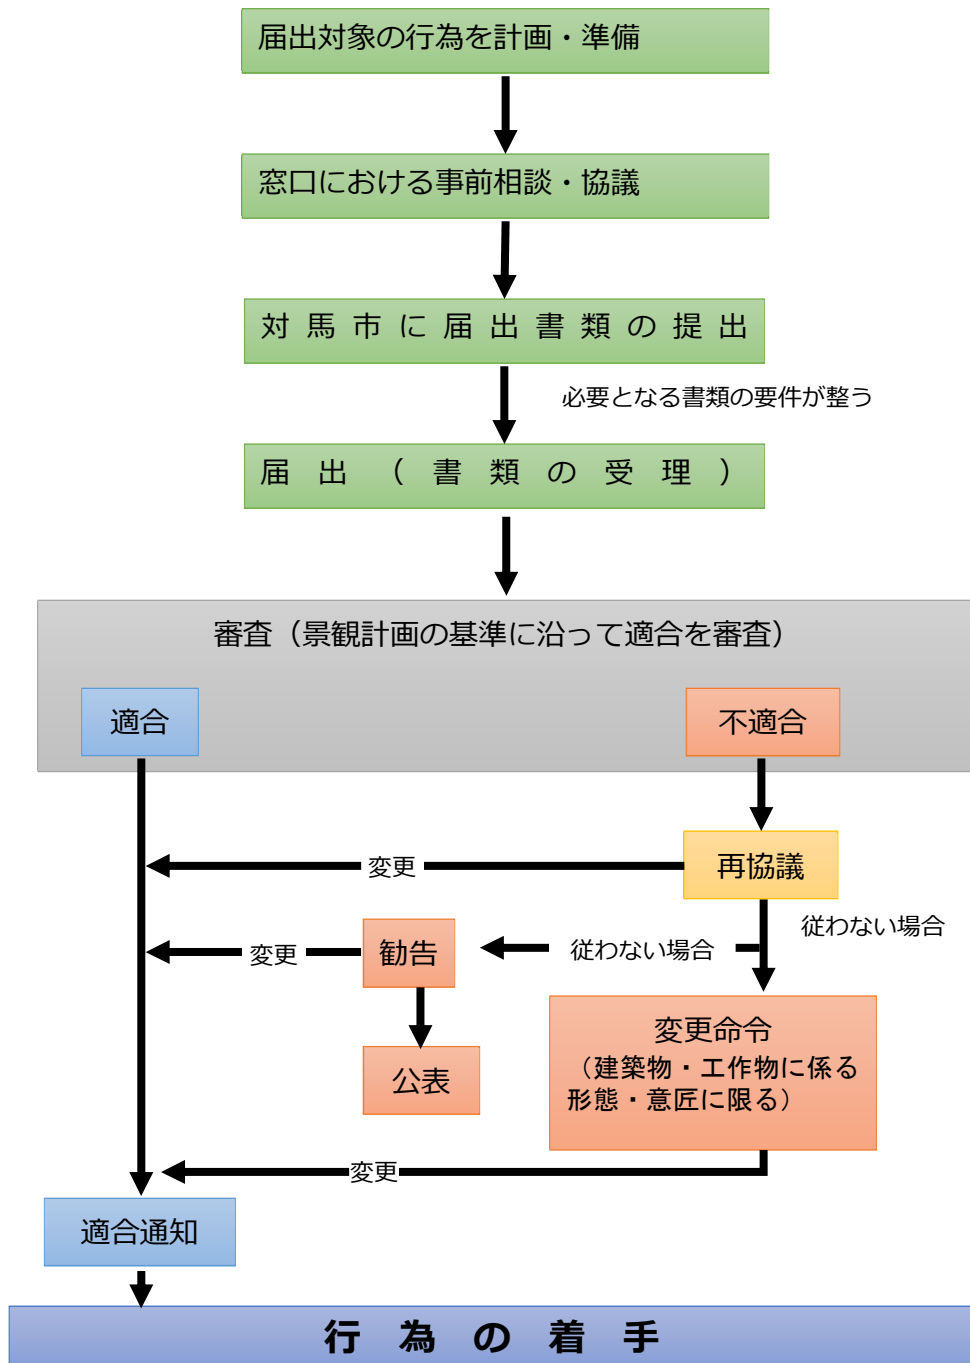 届出対象の行為を計画・準備
窓口における事前相談・協議
対馬市に届出書類の提出
必要となる書類の要件が整う
届出（書類の受理）
審査（景観計画の基準に沿って適合を審査）
適合
不適合
再協議
変更
従わない場合
勧告
変更
従わない場合
変更命令
（建築物・工作物に係る
形態・意匠に限る）
公表
変更
適合通知
行為の着手